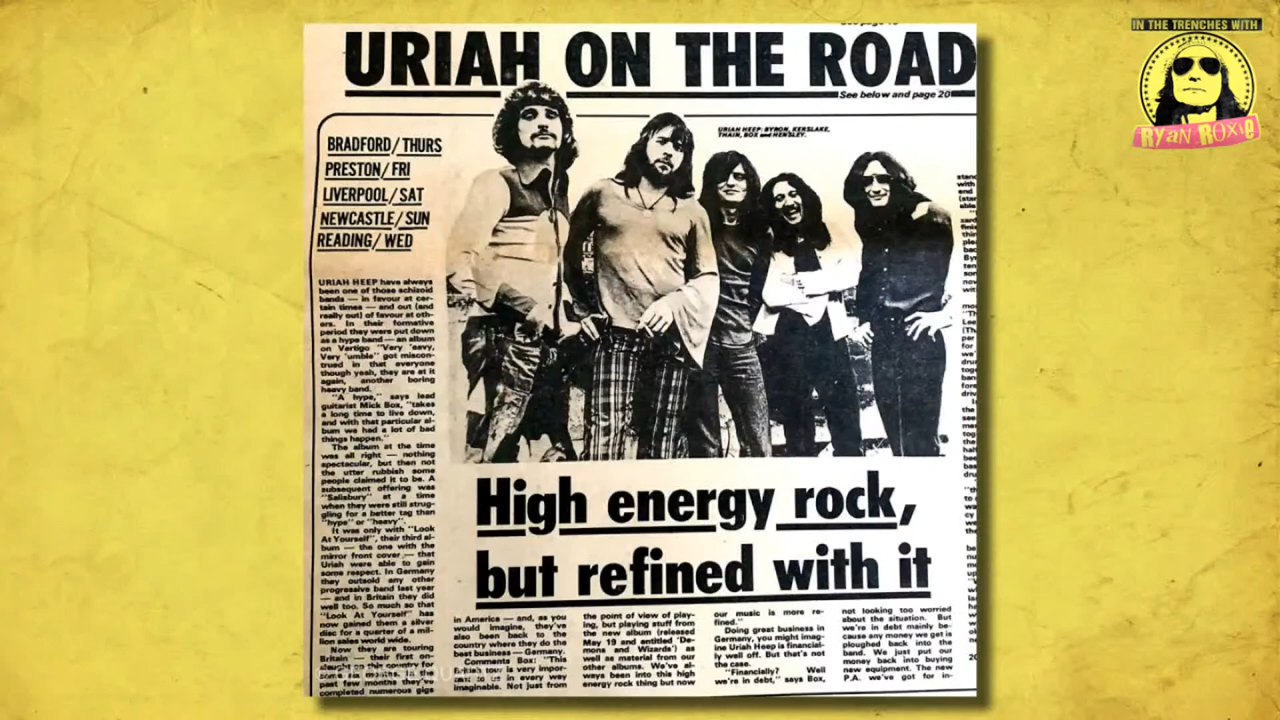 IN THE TRENCHES WITH
RYAN ROXIE
URIAH ON THE ROAD
See below and page 20
URIAH HEEP: BYRON, KERSLAKE,
THAIN, BOX and HENSLEY.
BRADFORD/THURS
PRESTON/FRI
LIVERPOOL/SAT
NEWCASTLE/SUN
READING/WED
URIAH HEEP have always
been one of those schizoid
bands — in favour at cer-
tain times — and out (and
really out) of favour at oth-
ers. In their formative
period they were put down
as a hype band — an album
on Vertigo "Very 'eavy,
Very 'umble" got miscon-
trued in that everyone
though yeah, they are at it
again, another boring
heavy band.
"A hype," says lead
guitarist Mick Box, "takes
a long time to live down,
and with that particular al-
bum we had a lot of bad
things happen."
The album at the time
was all right — nothing
spectacular, but then not
the utter rubbish some
people claimed it to be. A
subsequent offering was
"Salisbury" at a time
when they were still strug-
gling for a better tag than
"hype" or "heavy".
It was only with "Look
At Yourself", their third al-
bum — the one with the
mirror front cover — that
Uriah were able to gain
some respect. In Germany
they outsold any other
progressive band last year
— and in Britain they did
well too. So much so that
"Look At Yourself" has
now gained them a silver
disc for a quarter of a mil-
lion sales world wide.
Now they are touring
Britain — their first on-
slaught on this country for
some six months. In the
past few months they've
completed numerous gigs
High energy rock,
but refined with it
in America — and, as you
would imagine, they've
also been back to the
country where they do the
best business — Germany.
Comments Box: "This
British tour is very impor-
tant to us in every way
imaginable. Not just from
the point of view of play-
ing, but playing stuff from
the new album (released
May 19 and entitled 'De-
mons and Wizards') as
well as material from our
other albums. We've al-
ways been into this high
energy rock thing but now
our music is more re-
fined."
Doing great business in
Germany, you might imag-
ine Uriah Heep is financial-
ly well off. But that's not
the case.
"Financially? Well
we're in debt," says Box,
not looking too worried
about the situation. But
we're in debt mainly be-
cause any money we get is
ploughed back into the
band. We just put our
money back into buying
new equipment. The new
P.A. we've got for in-